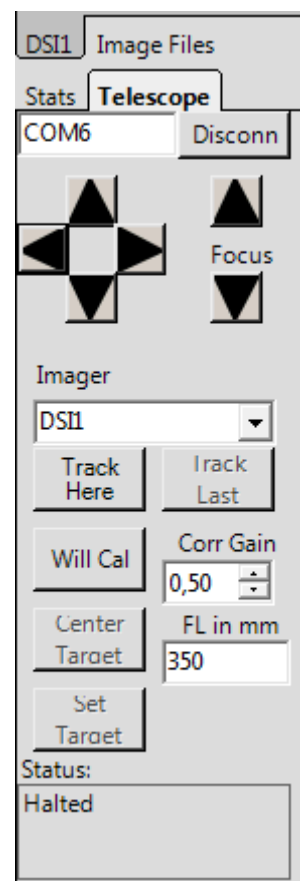 DSI1 Image Files
Stats Telescope
COM6 Disconn
Focus
Imager
DSI1
Track Here
Track Last
Will Cal
Corr Gain
0,50
Center Target
FL in mm
350
Set Target
Status:
Halted